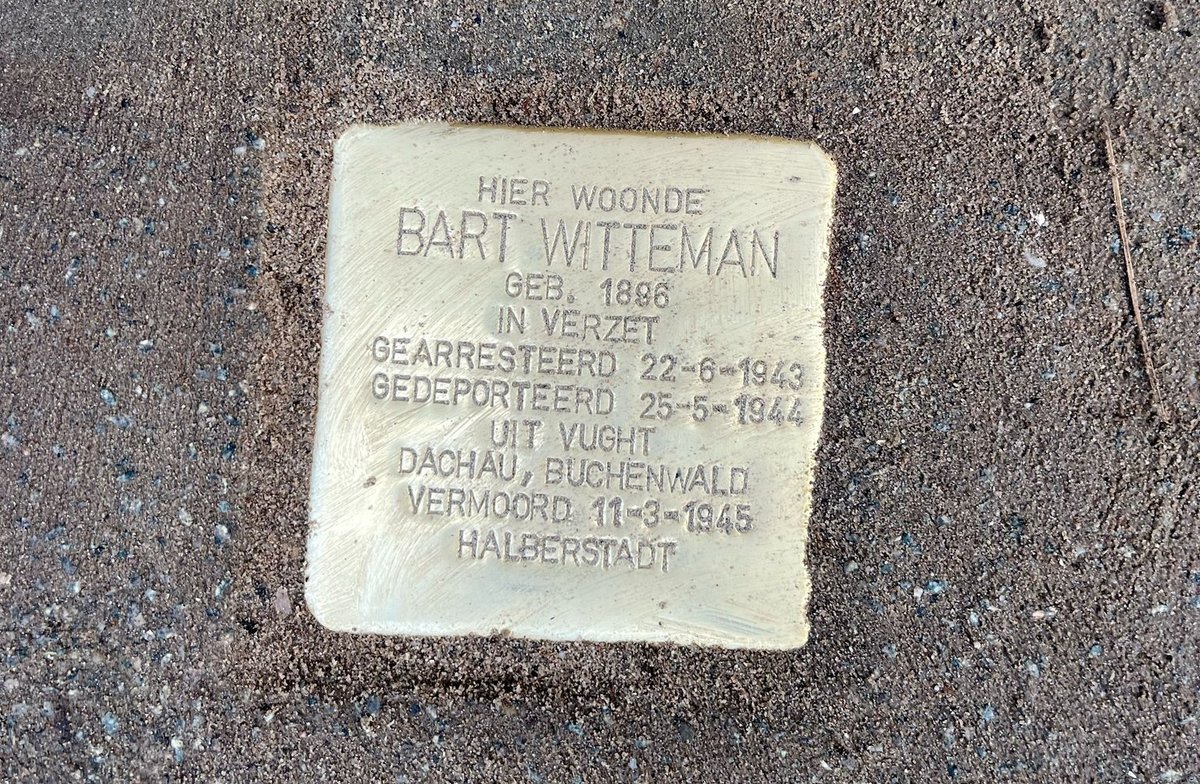 HIER WOONDE
BART WITTEMAN
GEB. 1896
IN VERZET
GEARRESTEERD 22-6-1943
GEDEPORTEERD 25-5-1944
UIT VUGHT
DACHAU, BUCHENWALD
VERMOORD 11-3-1945
HALBERSTADT